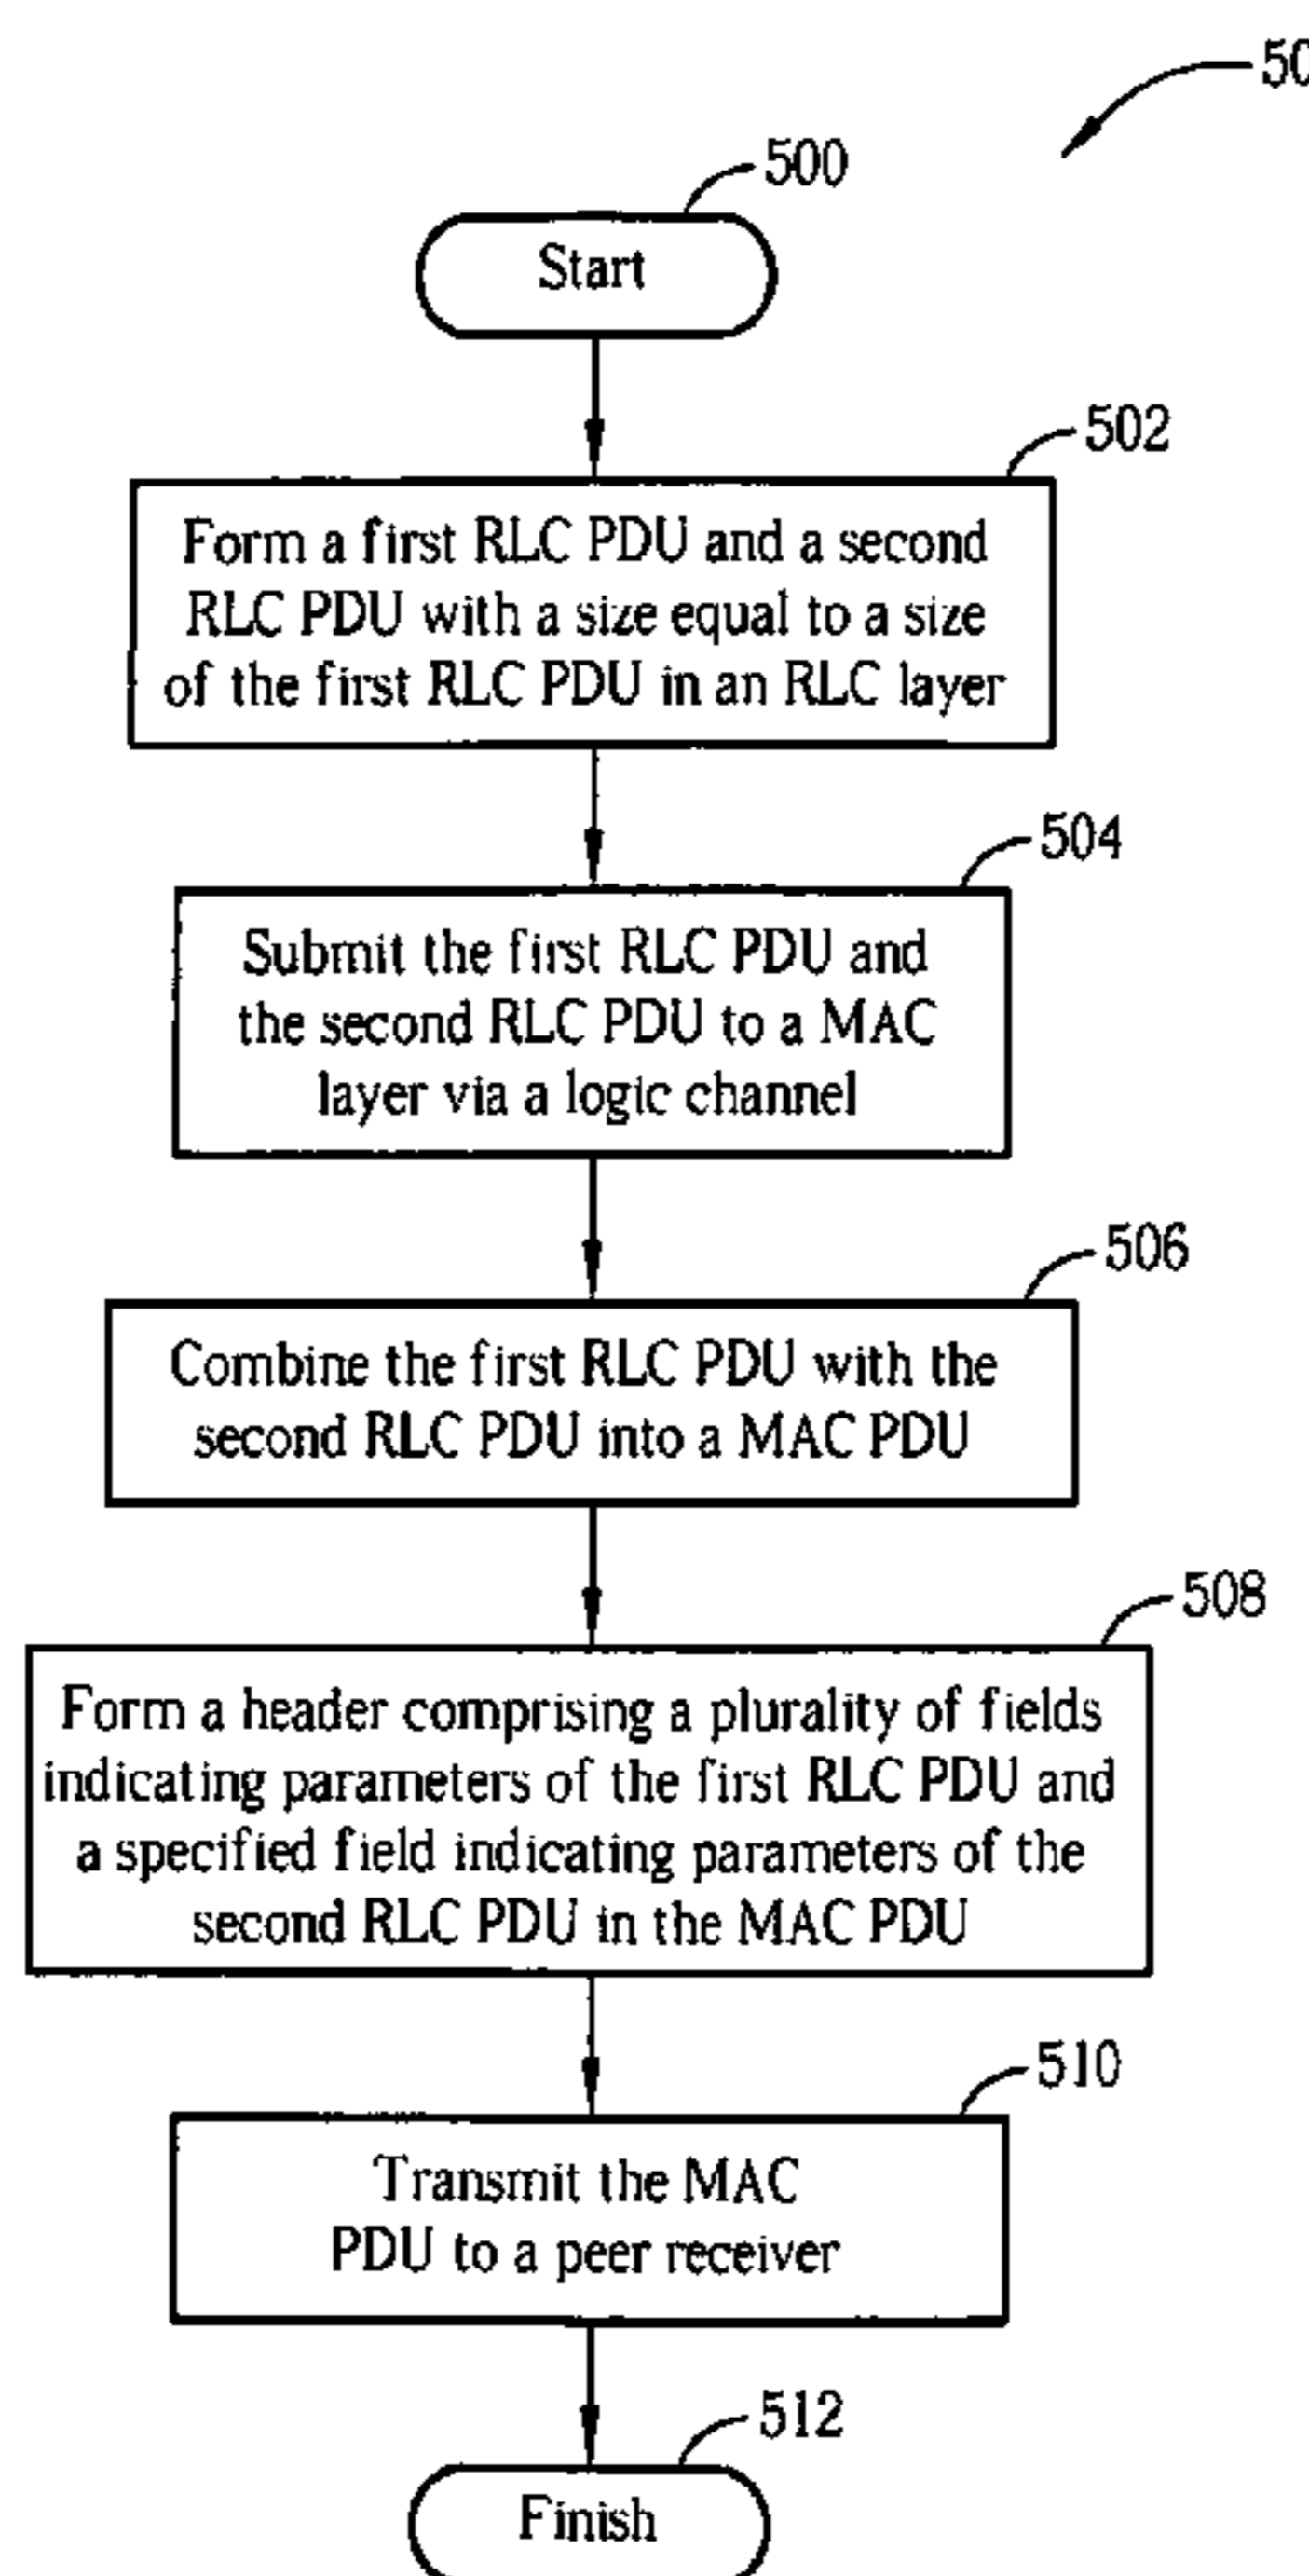 500
Start
502
Form a first RLC PDU and a second
RLC PDU with a size equal to a size
of the first RLC PDU in an RLC layer
504
Submit the first RLC PDU and
the second RLC PDU to a MAC
layer via a logic channel
506
Combine the first RLC PDU with the
second RLC PDU into a MAC PDU
508
Form a header comprising a plurality of fields
indicating parameters of the first RLC PDU and
a specified field indicating parameters of the
second RLC PDU in the MAC PDU
510
Transmit the MAC
PDU to a peer receiver
512
Finish